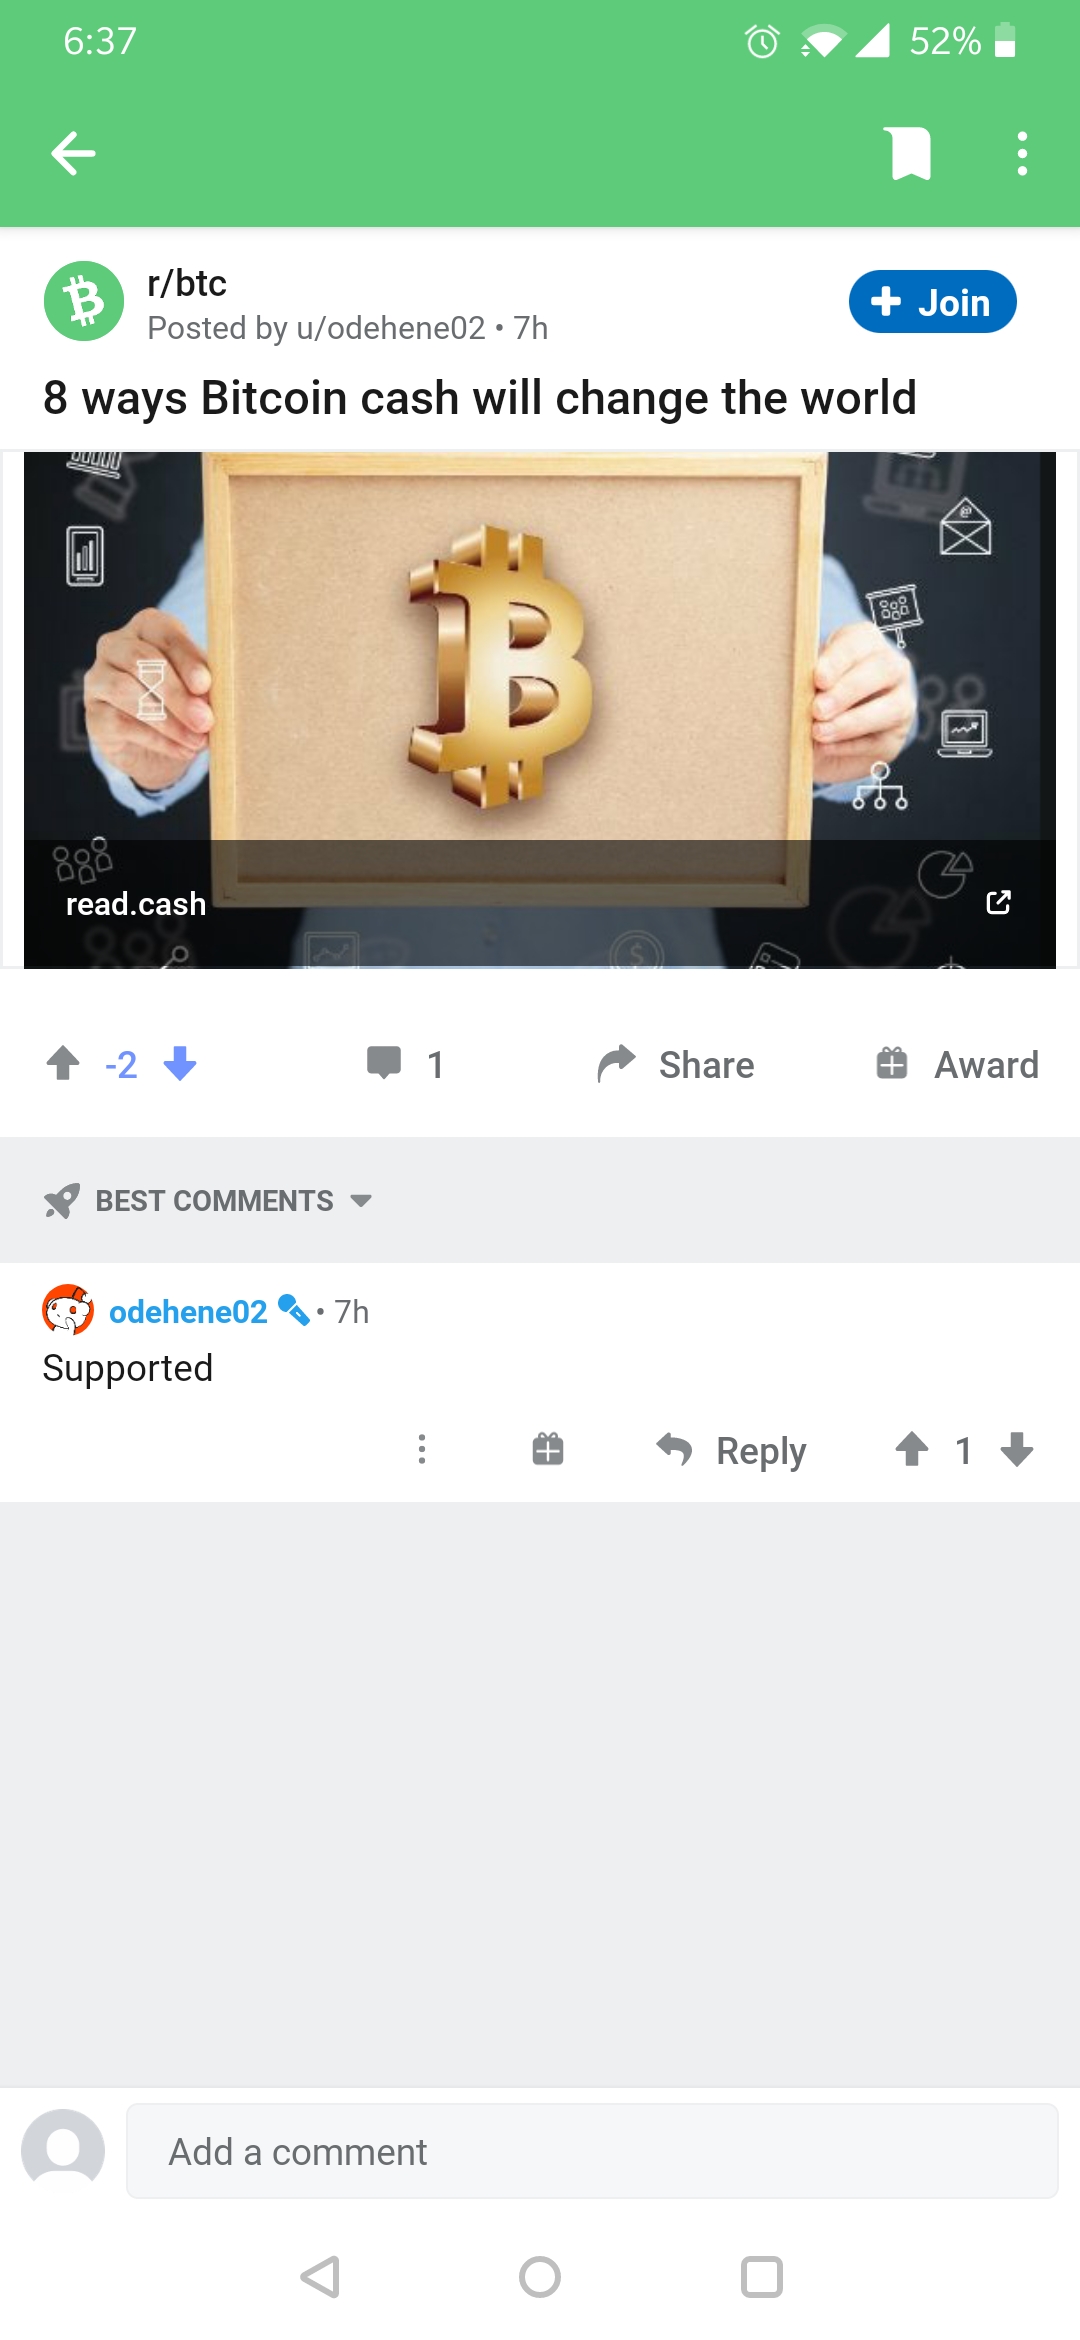 6:37
52%
r/btc
Posted by u/odehene02 • 7h
Join
8 ways Bitcoin cash will change the world
read.cash
-2
1
Share
Award
BEST COMMENTS
odehene02 • 7h
Supported
Reply
1
Add a comment